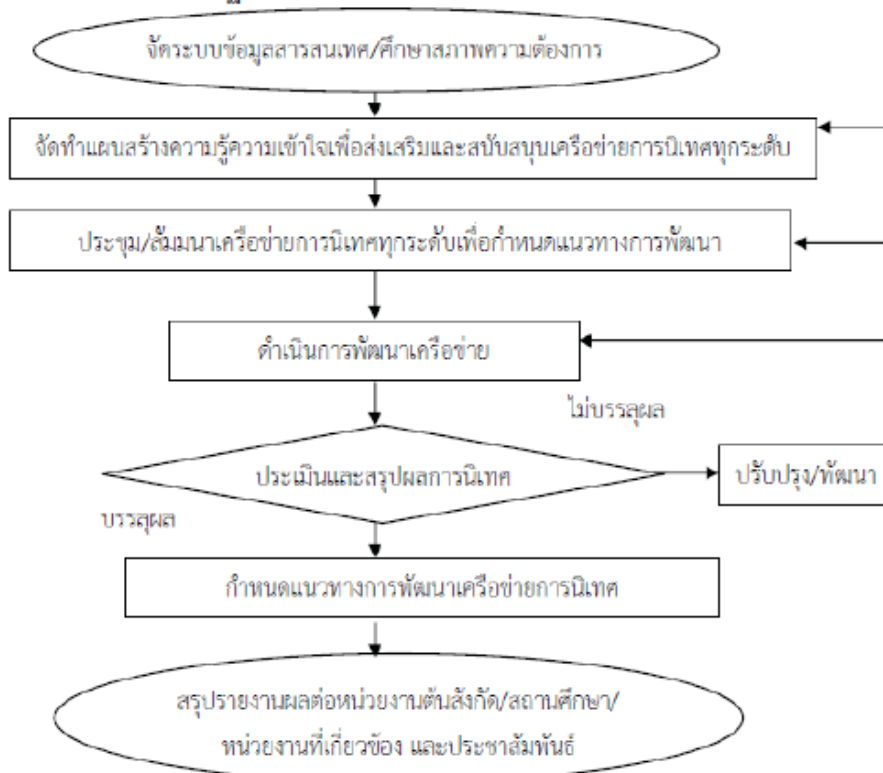 จัดระบบข้อมูลสารสนเทศ/ศึกษาสภาพความต้องการ
จัดทำแผนสร้างความรู้ความเข้าใจเพื่อส่งเสริมและสนับสนุนเครือข่ายการนิเทศทุกระดับ
ประชุม/สัมมนาเครือข่ายการนิเทศทุกระดับเพื่อกำหนดแนวทางการพัฒนา
ดำเนินการพัฒนาเครือข่าย
ไม่บรรลุผล
ประเมินและสรุปผลการนิเทศ
ปรับปรุง/พัฒนา
บรรลุผล
กำหนดแนวทางการพัฒนาเครือข่ายการนิเทศ
สรุปรายงานผลต่อหน่วยงานต้นสังกัด/สถานศึกษา/
หน่วยงานที่เกี่ยวข้อง และประชาสัมพันธ์